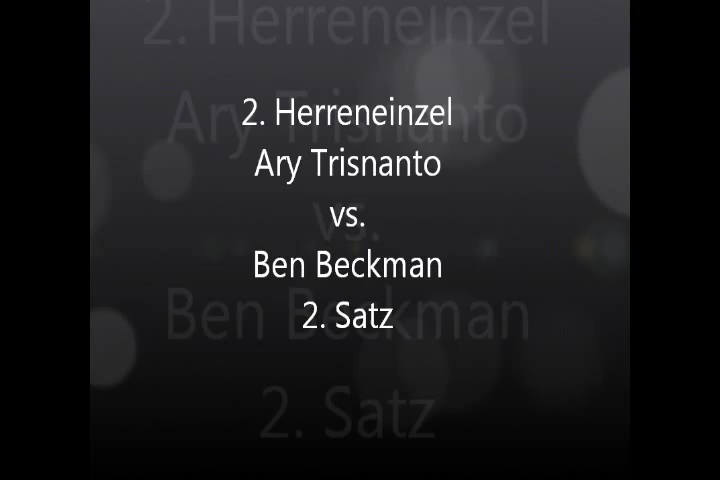 2. Herreneinzel
Ary Trisnanto
vs.
Ben Beckman
2. Satz